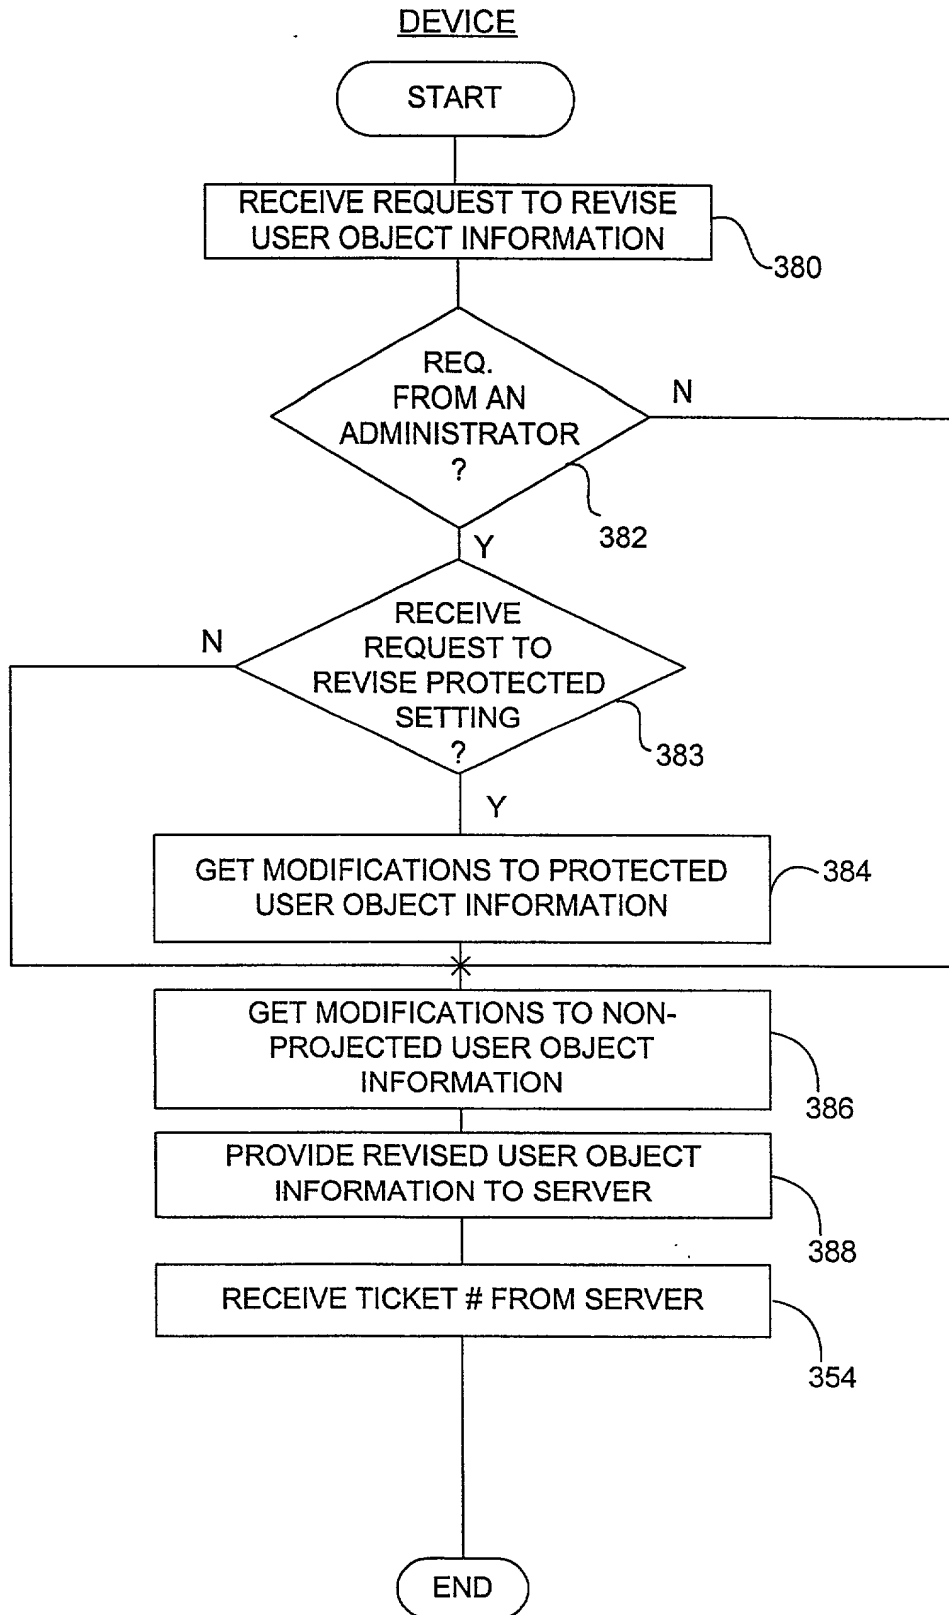 DEVICE
START
RECEIVE REQUEST TO REVISE
USER OBJECT INFORMATION
380
REQ.
FROM AN
ADMINISTRATOR
?
N
382
Y
RECEIVE
REQUEST TO
REVISE PROTECTED
SETTING
?
N
383
Y
GET MODIFICATIONS TO PROTECTED
USER OBJECT INFORMATION
384
GET MODIFICATIONS TO NON-
PROJECTED USER OBJECT
INFORMATION
386
PROVIDE REVISED USER OBJECT
INFORMATION TO SERVER
388
RECEIVE TICKET # FROM SERVER
354
END